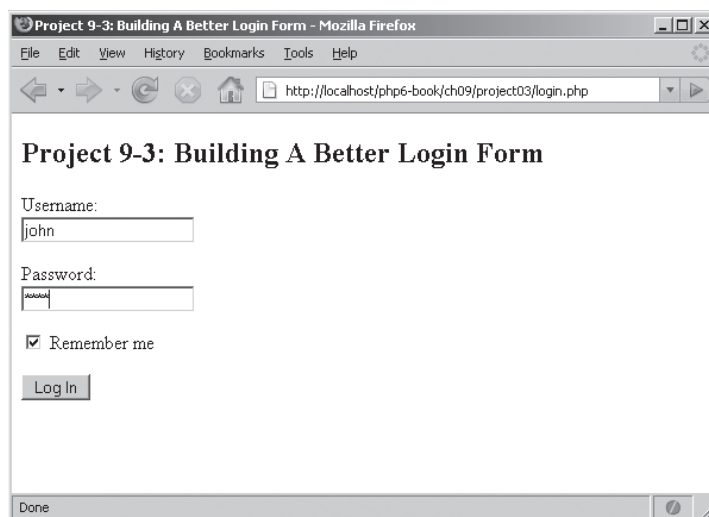 Project 9-3: Building A Better Login Form - Mozilla Firefox
File Edit View History Bookmarks Tools Help
http://localhost/php6-book/ch09/project03/login.php
Project 9-3: Building A Better Login Form
Username:
john
Password:
****
Remember me
Log In
Done